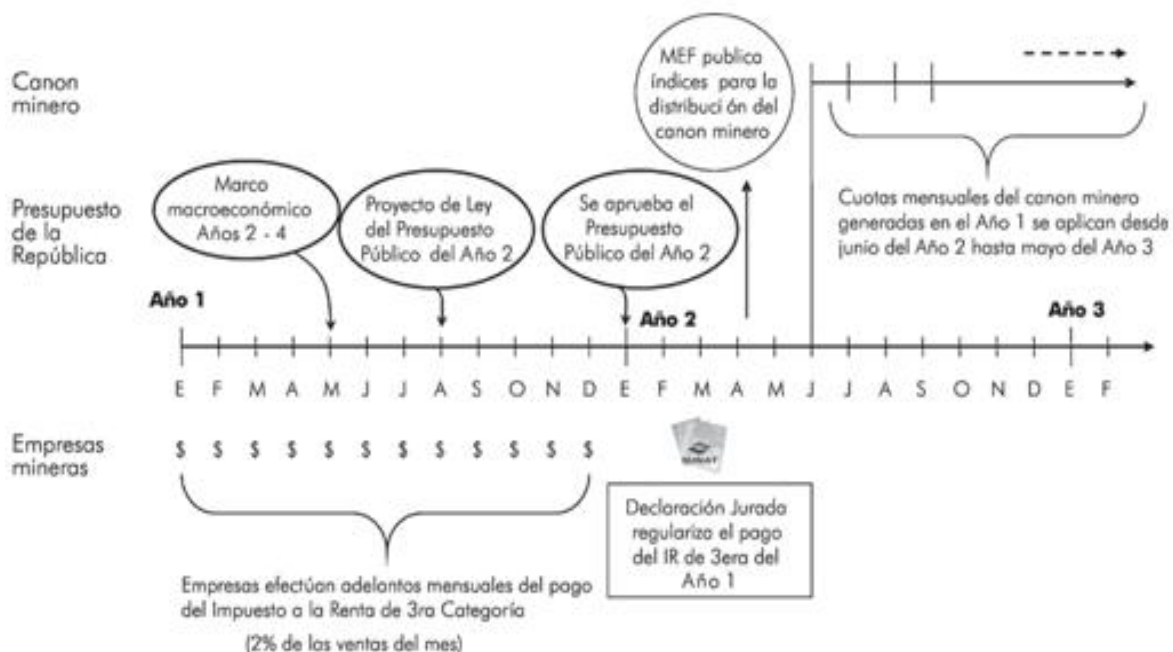 Canon
minero
MEF publica
índices para la
distribución del
canon minero
Cuotas mensuales del canon minero
generadas en el Año 1 se aplican desde
junio del Año 2 hasta mayo del Año 3
Presupuesto
de la
República
Marco
macroeconómico
Años 2 - 4
Proyecto de Ley
del Presupuesto
Público del Año 2
Se aprueba el
Presupuesto
Público del Año 2
Año 1
Año 2
Año 3
E F M A M J J A S O N D E F M A M J J A S O N D E F
Empresas
mineras
$ $ $ $ $ $ $ $ $ $ $ $
SUNAT
Declaración Jurada
regulariza el pago
del IR de 3era del
Año 1
Empresas efectúan adelantos mensuales del pago
del Impuesto a la Renta de 3ra Categoría
(2% de las ventas del mes)